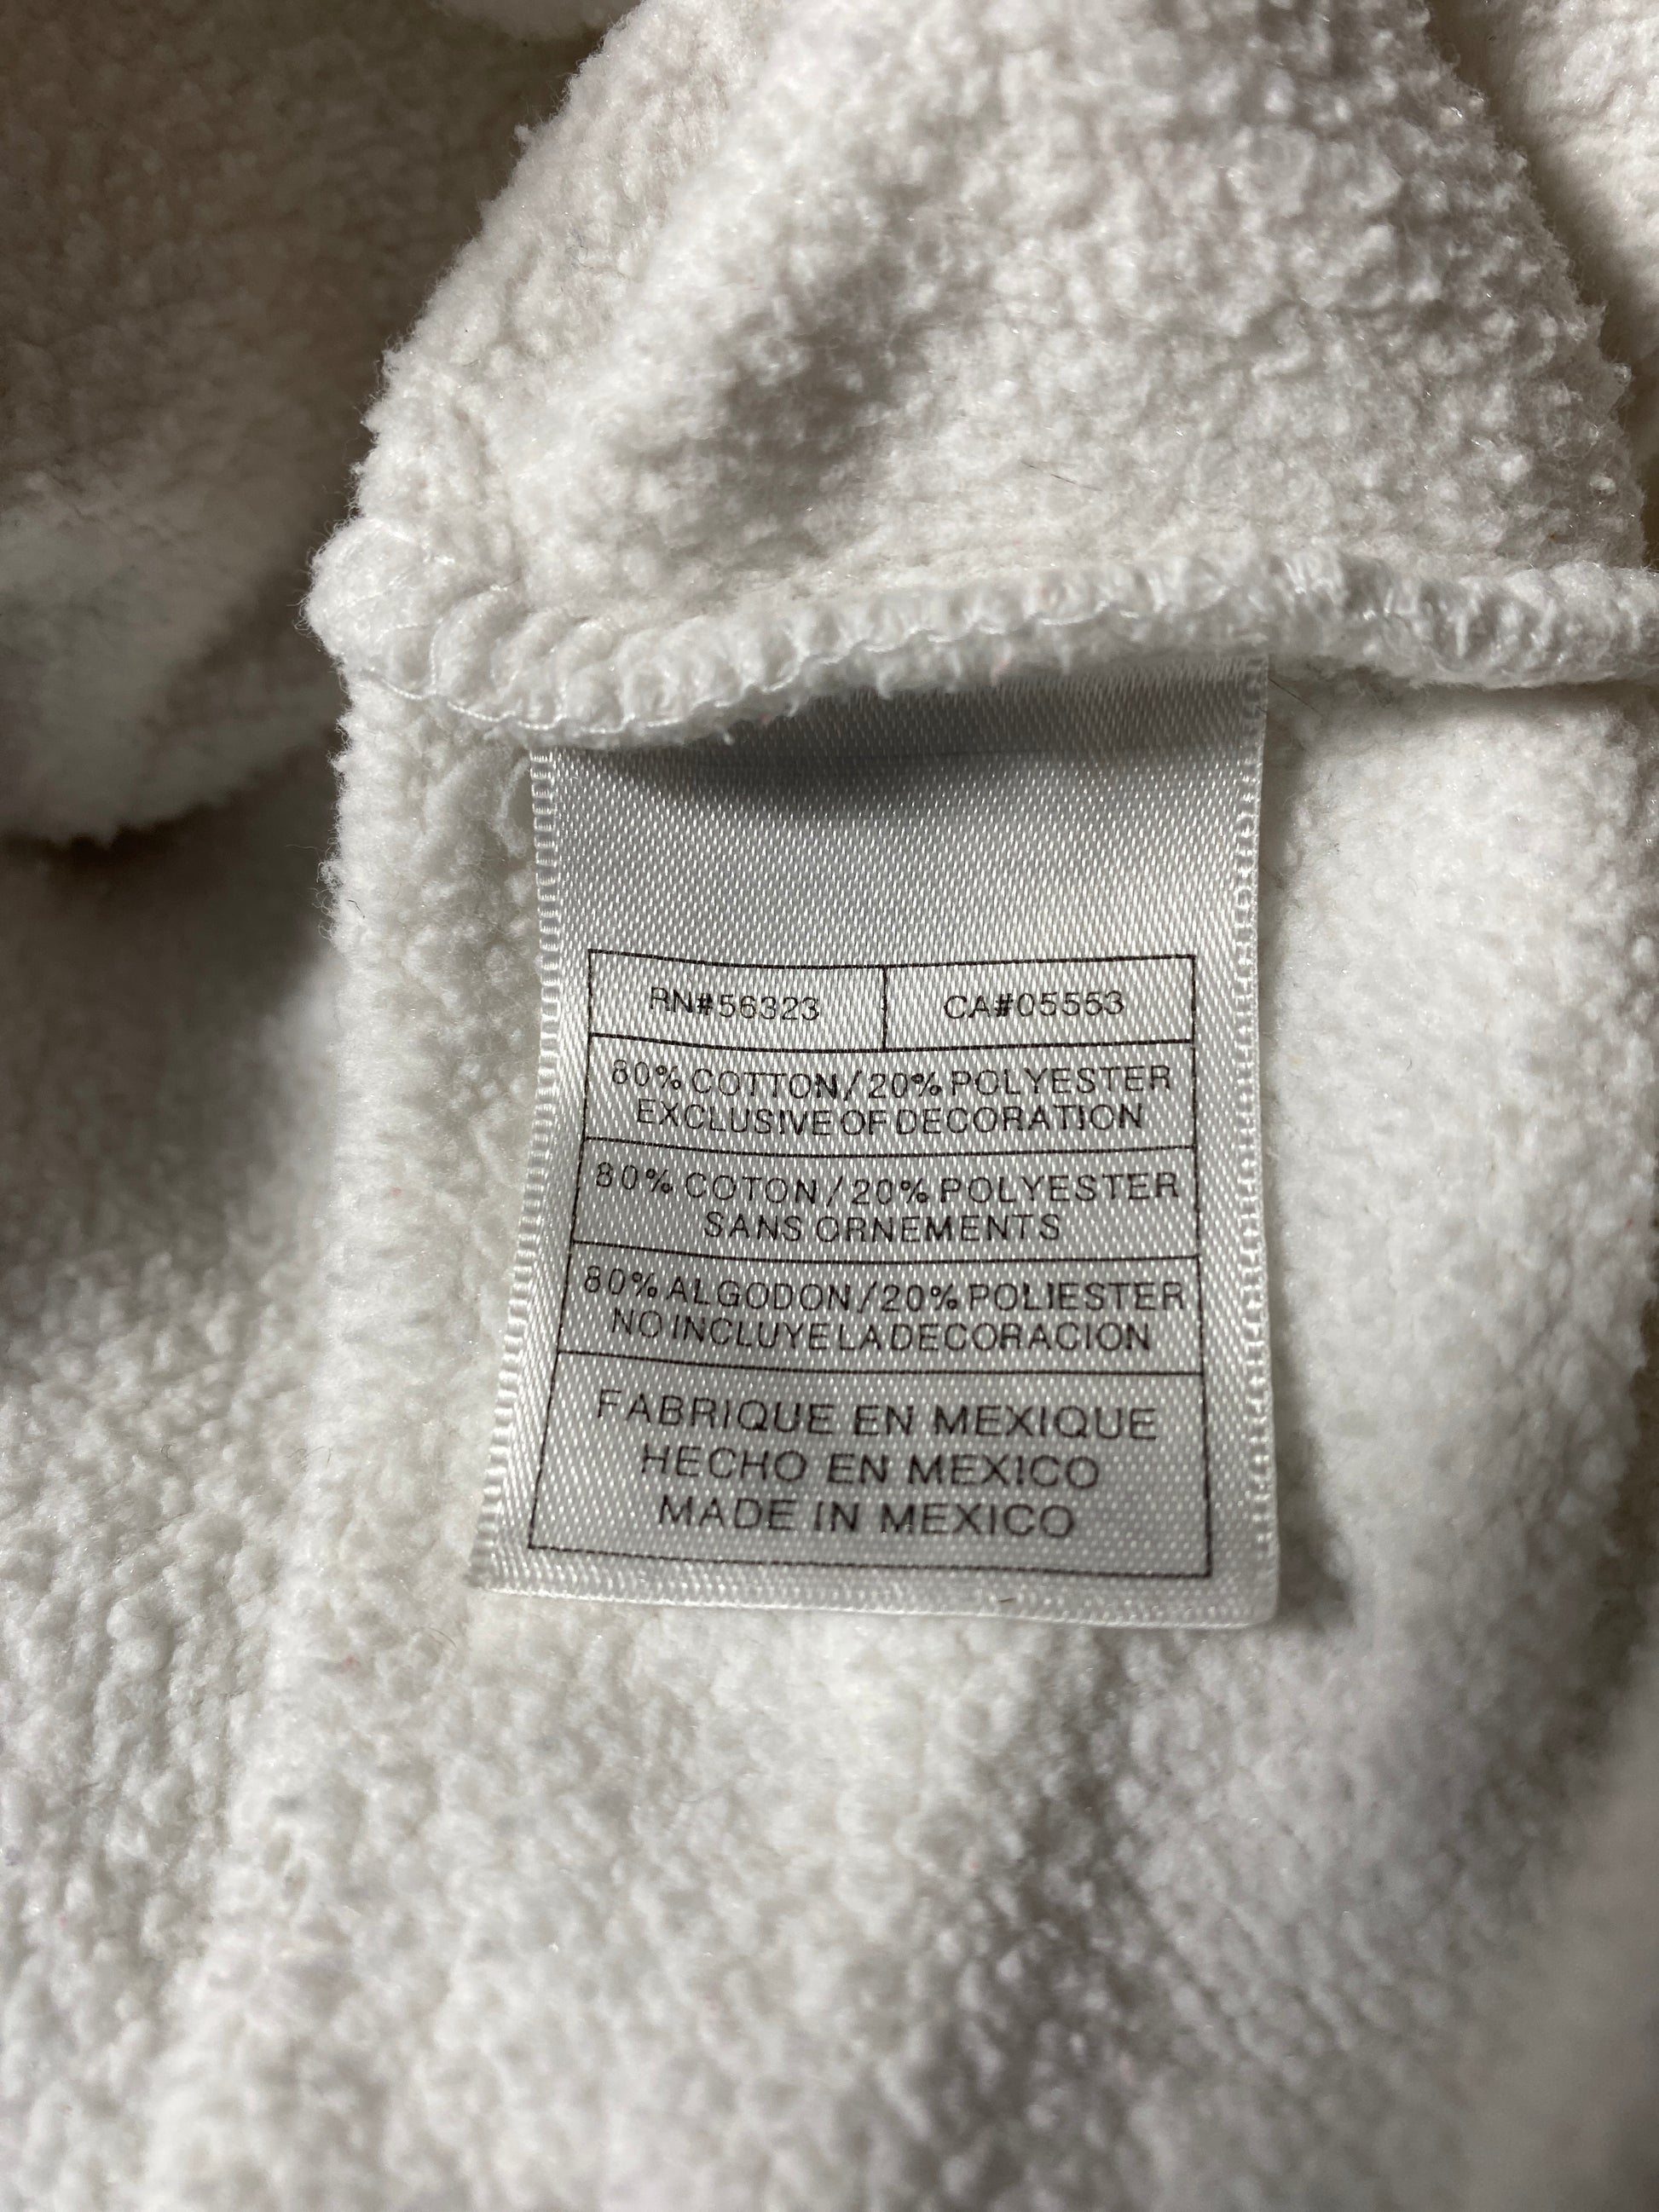 RN#56323 CA#05553
80% COTTON/20% POLYESTER
EXCLUSIVE OF DECORATION
80% COTON/20% POLYESTER
SANS ORNEMENTS
80% ALGODON/20% POLIESTER
NO INCLUYE LA DECORACION
FABRIQUE EN MEXIQUE
HECHO EN MEXICO
MADE IN MEXICO